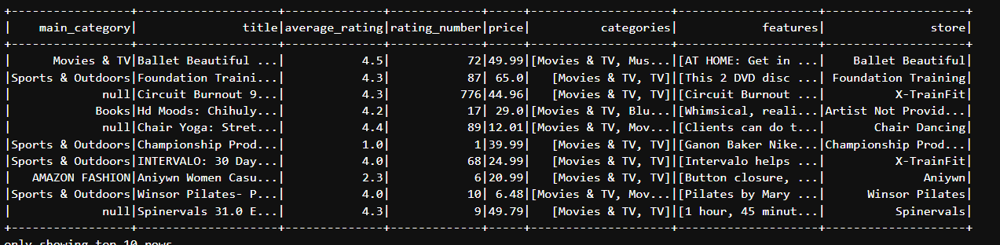 +-----------------+--------------------+--------------+-------------+-----+--------------------+--------------------+--------------------+
|    main_category|               title|average_rating|rating_number|price|          categories|            features|               store|
+-----------------+--------------------+--------------+-------------+-----+--------------------+--------------------+--------------------+
|      Movies & TV|Ballet Beautiful ...|           4.5|           72|49.99|[Movies & TV, Mus...|[AT HOME: Get in ...|    Ballet Beautiful|
|Sports & Outdoors|Foundation Traini...|           4.3|           87| 65.0|   [Movies & TV, TV]|[This 2 DVD disc ...| Foundation Training|
|             null|Circuit Burnout 9...|           4.3|          776|44.96|   [Movies & TV, TV]|[Circuit Burnout ...|          X-TrainFit|
|            Books|Hd Moods: Chihuly...|           4.2|           17| 29.0|[Movies & TV, Blu...|[Whimsical, reali...|Artist Not Provid...|
|             null|Chair Yoga: Stret...|           4.4|           89|12.01|[Movies & TV, Mov...|[Clients can do t...|       Chair Dancing|
|Sports & Outdoors|Championship Prod...|           1.0|            1|39.99|   [Movies & TV, TV]|[Ganon Baker Nike...|Championship Prod...|
|Sports & Outdoors|INTERVALO: 30 Day...|           4.0|           68|24.99|   [Movies & TV, TV]|[Intervalo helps ...|          X-TrainFit|
|   AMAZON FASHION|Aniywn Women Casu...|           2.3|            6|20.99|   [Movies & TV, TV]|[Button closure, ...|              Aniywn|
|Sports & Outdoors|Winsor Pilates- P...|           4.0|           10| 6.48|[Movies & TV, Mov...|[Pilates by Mary ...|      Winsor Pilates|
|             null|Spinervals 31.0 E...|           4.3|            9|49.79|   [Movies & TV, TV]|[1 hour, 45 minut...|          Spinervals|
+-----------------+--------------------+--------------+-------------+-----+--------------------+--------------------+--------------------+
only showing top 10 rows